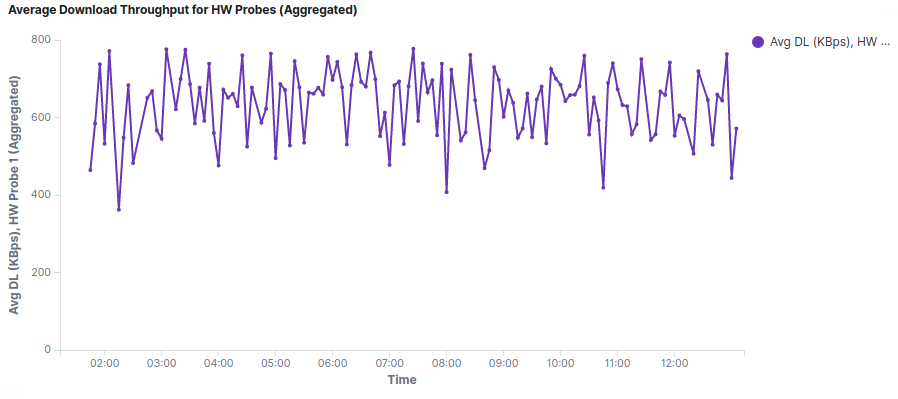 Average Download Throughput for HW Probes (Aggregated)
Avg DL (KBps), HW Probe 1 (Aggregated)
800
600
400
200
0
02:00 03:00 04:00 05:00 06:00 07:00 08:00 09:00 10:00 11:00 12:00
Time
Avg DL (KBps), HW ...